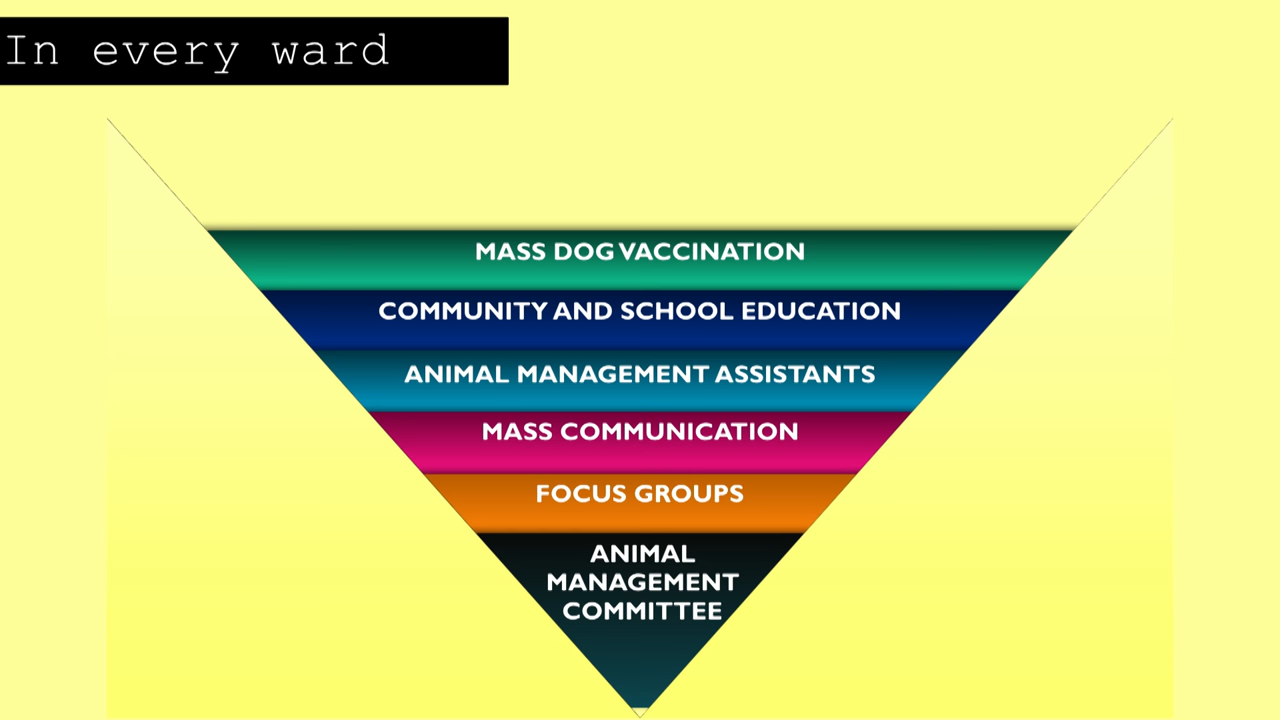 In every ward
MASS DOG VACCINATION
COMMUNITY AND SCHOOL EDUCATION
ANIMAL MANAGEMENT ASSISTANTS
MASS COMMUNICATION
FOCUS GROUPS
ANIMAL
MANAGEMENT
COMMITTEE